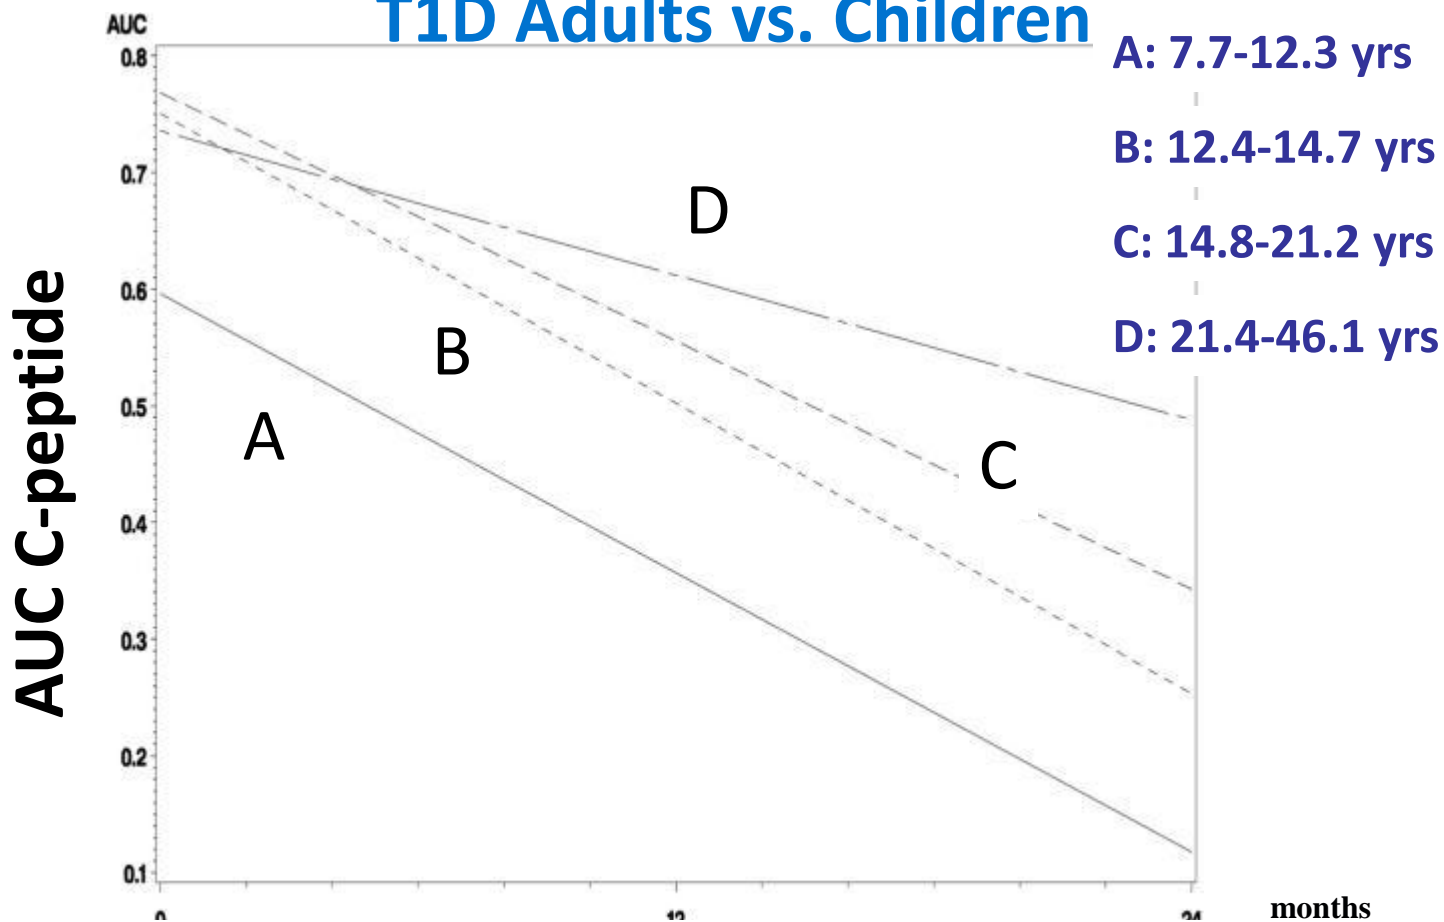 T1D Adults vs. Children
AUC
0.8
0.7
0.6
0.5
0.4
0.3
0.2
0.1
AUC C-peptide
A
B
C
D
A: 7.7-12.3 yrs
B: 12.4-14.7 yrs
C: 14.8-21.2 yrs
D: 21.4-46.1 yrs
0
12
24
months